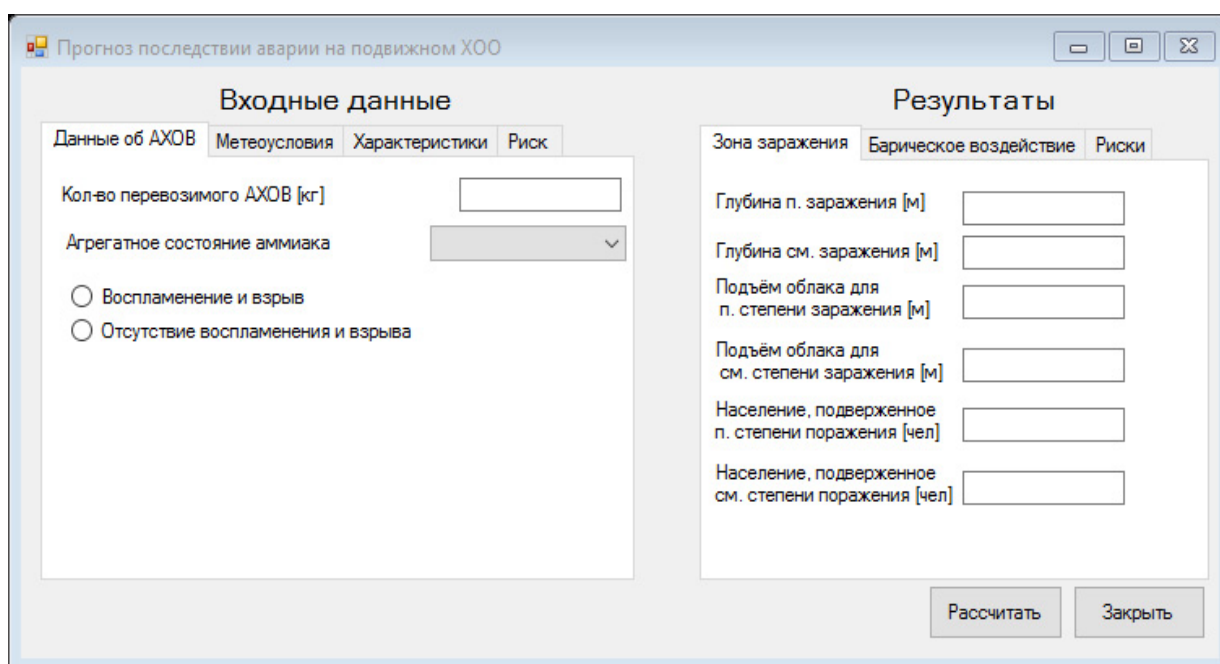 Прогноз последствии аварии на подвижном ХОО
Входные данные
Данные об АХОВ Метеоусловия Характеристики Риск
Кол-во перевозимого АХОВ [кг]
Агрегатное состояние аммиака
Воспламенение и взрыв
Отсутствие воспламенения и взрыва
Результаты
Зона заражения Барическое воздействие Риски
Глубина п. заражения [м]
Глубина см. заражения [м]
Подъём облака для
п. степени заражения [м]
Подъём облака для
см. степени заражения [м]
Население, подверженное
п. степени поражения [чел]
Население, подверженное
см. степени поражения [чел]
Рассчитать Закрыть